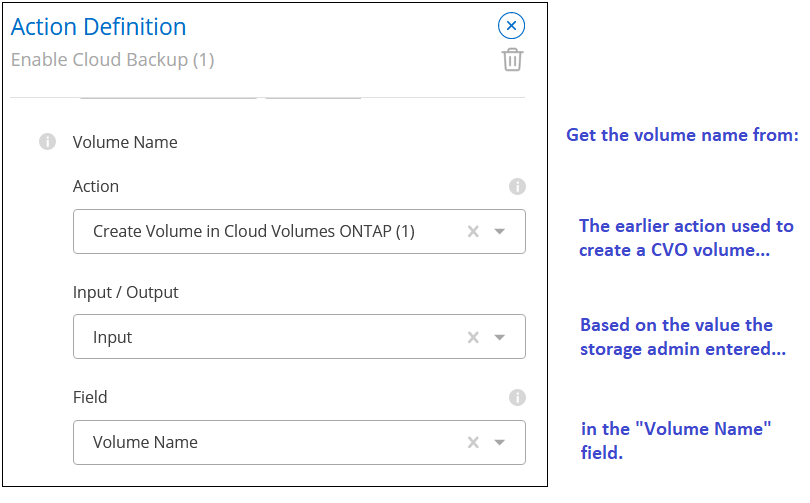 Action Definition
Enable Cloud Backup (1)
Volume Name
Get the volume name from:
Action
Create Volume in Cloud Volumes ONTAP (1)
The earlier action used to
create a CVO volume...
Input / Output
Input
Based on the value the
storage admin entered...
Field
Volume Name
in the "Volume Name"
field.